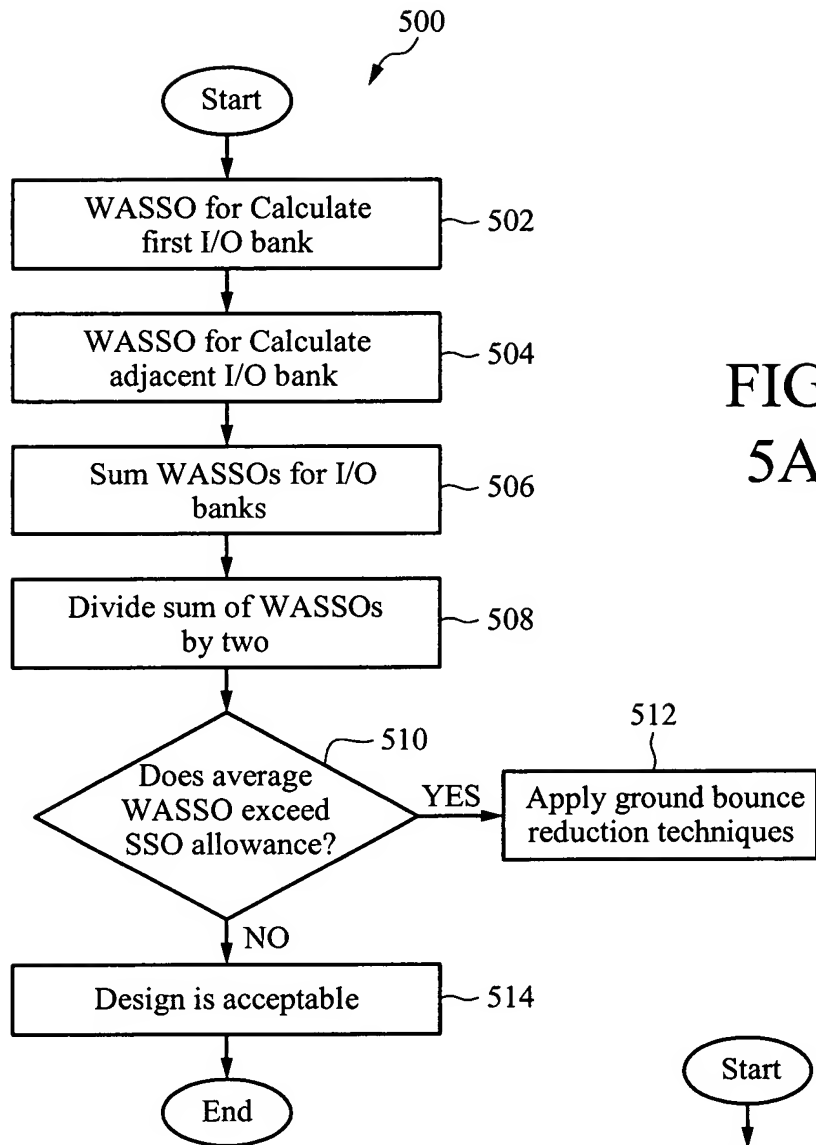 500
Start
WASSO for Calculate
first I/O bank
502
WASSO for Calculate
adjacent I/O bank
504
FIG
5A
Sum WASSOs for I/O
banks
506
Divide sum of WASSOs
by two
508
510
Does average
WASSO exceed
SSO allowance?
YES
512
Apply ground bounce
reduction techniques
NO
Design is acceptable
514
End
Start